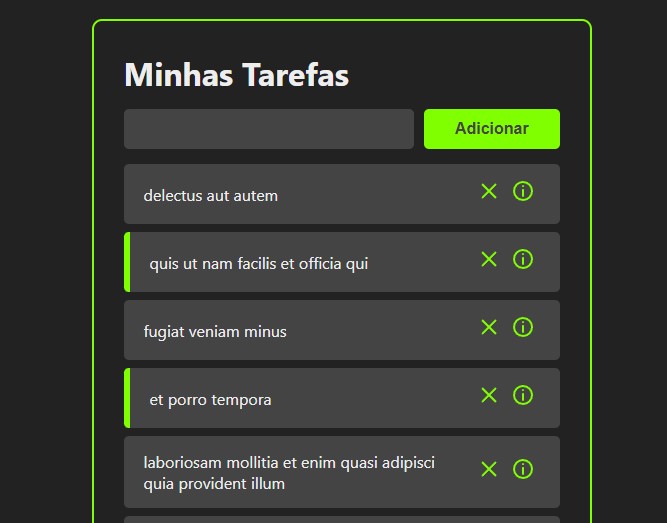 Minhas Tarefas
Adicionar
delectus aut autem
quis ut nam facilis et officia qui
fugiat veniam minus
et porro tempora
laboriosam mollitia et enim quasi adipisci
quia provident illum